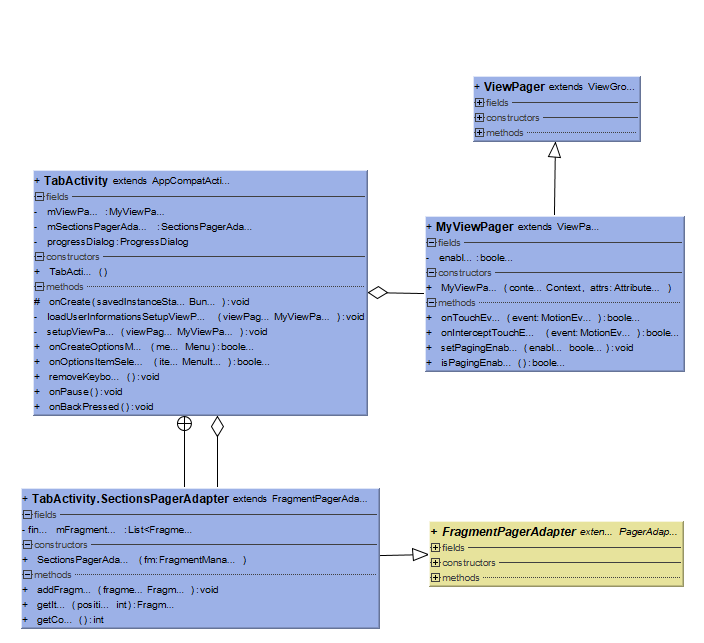 + ViewPager extends ViewGro...
fields
constructors
methods
+ TabActivity extends AppCompatActi...
fields
- mViewPa... : MyViewPa...
- mSectionsPagerAda... : SectionsPagerAda...
- progressDialog : ProgressDialog
constructors
+ TabActi... ( )
methods
# onCreate ( savedInstanceSta... Bun... ) : void
- loadUserInformationsSetupViewP... ( viewPag... MyViewPa... ) : void
- setupViewPa... ( viewPag... MyViewPa... ) : void
+ onCreateOptionsM... ( me... Menu ) : boole...
+ onOptionsItemSele... ( ite... MenuIt... ) : boole...
+ removeKeybo... ( ) : void
+ onPause ( ) : void
+ onBackPressed ( ) : void
+ MyViewPager extends ViewPa...
fields
- enabl... : boole...
constructors
+ MyViewPa... ( conte... Context , attrs: Attribute... )
methods
+ onTouchEv... ( event: MotionEv... ) : boole...
+ onInterceptTouchE... ( event: MotionEv... ) : boole...
+ setPagingEnab... ( enabl... boole... ) : void
+ isPagingEnab... ( ) : boole...
+ TabActivity.SectionsPagerAdapter extends FragmentPagerAda...
fields
- fin... mFragment... : List<Fragme...
constructors
+ SectionsPagerAda... ( fm: FragmentMana... )
methods
+ addFragm... ( fragme... Fragm... ) : void
+ getIt... ( positi... int ) : Fragm...
+ getCo... ( ) : int
+ FragmentPagerAdapter exten... PagerAdap...
fields
constructors
methods